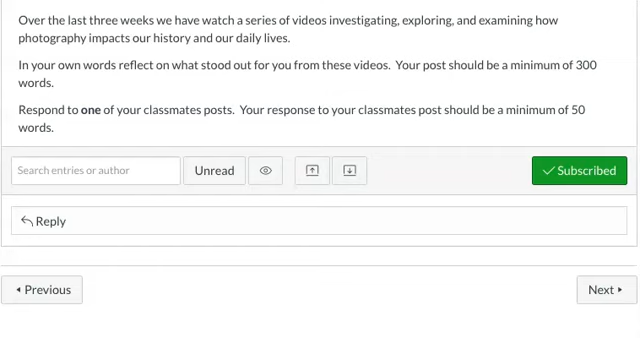 Over the last three weeks we have watch a series of videos investigating, exploring, and examining how
photography impacts our history and our daily lives.
In your own words reflect on what stood out for you from these videos. Your post should be a minimum of 300
words.
Respond to one of your classmates posts. Your response to your classmates post should be a minimum of 50
words.
Search entries or author Unread Subscribed
Reply
Previous Next